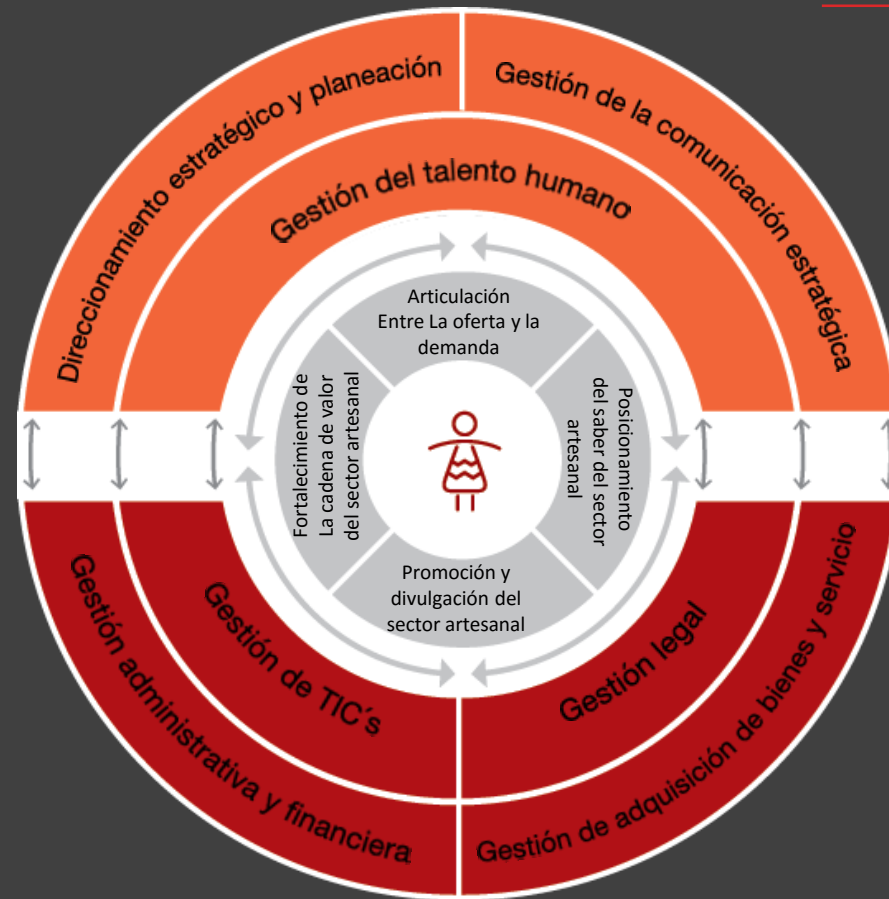 Direccionamiento estratégico y planeación
Gestión de la comunicación estratégica
Gestión del talento humano
Articulación
Entre La oferta y la
demanda
Fortalecimiento de
La cadena de valor
del sector artesanal
Posicionamiento
del saber del sector
artesanal
Promoción y
divulgación del
sector artesanal
Gestión de TIC´s
Gestión legal
Gestión administrativa y financiera
Gestión de adquisición de bienes y servicio